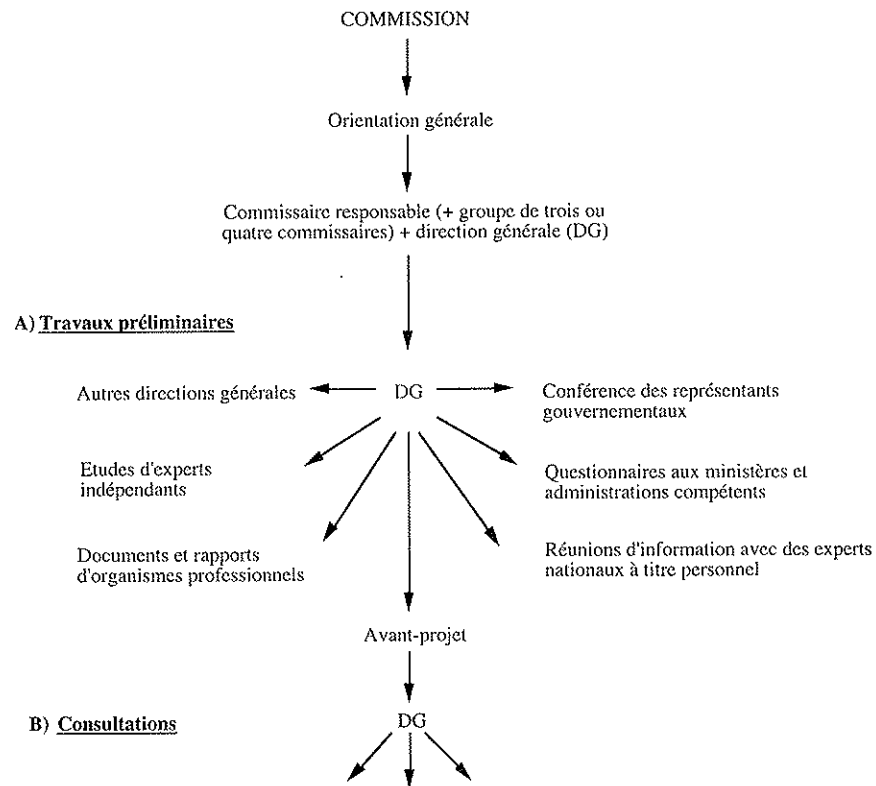 COMMISSION
Orientation générale
Commissaire responsable (+ groupe de trois ou
quatre commissaires) + direction générale (DG)
A) Travaux préliminaires
Autres directions générales
DG
Conférence des représentants
gouvernementaux
Etudes d'experts
indépendants
Questionnaires aux ministères et
administrations compétents
Documents et rapports
d'organismes professionnels
Réunions d'information avec des experts
nationaux à titre personnel
Avant-projet
B) Consultations
DG